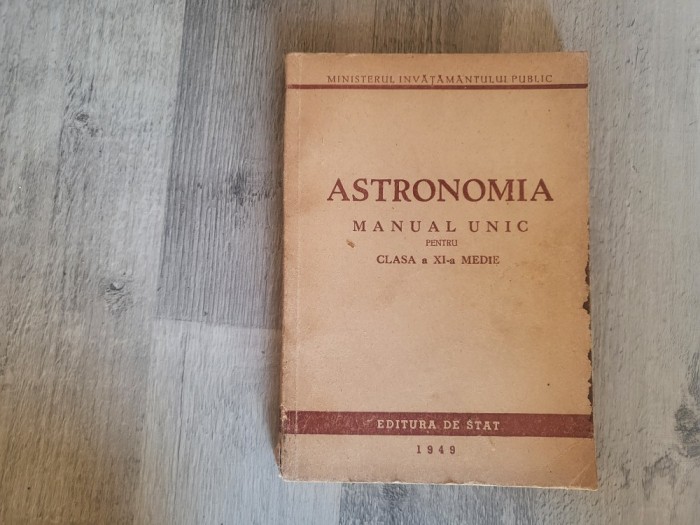 MINISTERUL INVĂȚĂMÂNTULUI PUBLIC
ASTRONOMIA
MANUAL UNIC
PENTRU
CLASA a XI-a MEDIE
EDITURA DE STAT
1949